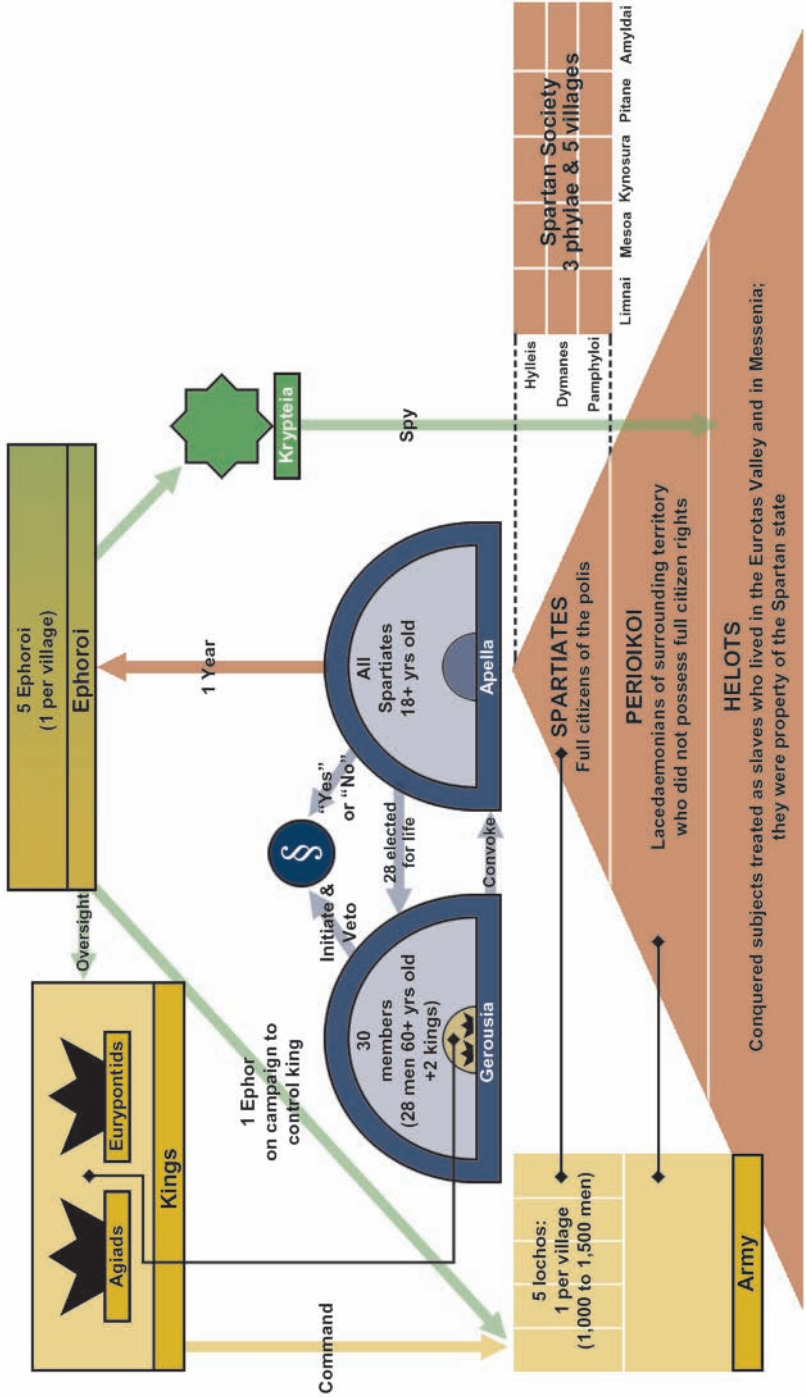 Agiads
Eurypontids
Kings
Oversight
5 Ephoroi
(1 per village)
Ephoroi
Command
1 Ephor
on campaign to
control king
1 Year
Krypteia
Spy
Initiate &
Veto
§
"Yes"
or "No"
28 elected
for life
Convoke
30
members
(28 men 60+ yrs old
+2 kings)
Gerousia
All
Spartiates
18+ yrs old
Apella
5 lochos:
1 per village
(1,000 to 1,500 men)
Army
SPARTIATES
Full citizens of the polis
PERIOIKOI
Lacedaemonians of surrounding territory
who did not possess full citizen rights
HELOTS
Conquered subjects treated as slaves who lived in the Eurotas Valley and in Messenia;
they were property of the Spartan state
Hylleis
Dymanes
Pamphyloi
Spartan Society
3 phylae & 5 villages
Limnai
Mesoa
Kynosura
Pitane
Amyldai